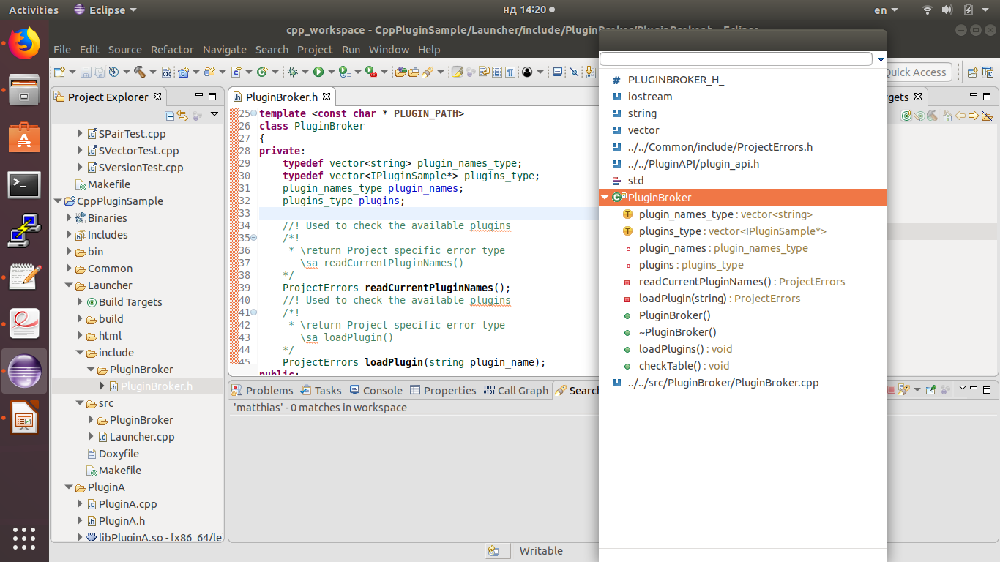 Activities
Eclipse
нд 14:20
en
cpp_workspace - CppPluginSample/Launcher/include/PluginBroker/PluginBroker.h - Eclipse
File Edit Source Refactor Navigate Search Project Run Window Help
Quick Access
Project Explorer
SPairTest.cpp
SVectorTest.cpp
SVersionTest.cpp
Makefile
CppPluginSample
Binaries
Includes
bin
Common
Launcher
Build Targets
build
html
include
PluginBroker
PluginBroker.h
src
PluginBroker
Launcher.cpp
Doxyfile
Makefile
PluginA
PluginA.cpp
PluginA.h
libPluginA.so - [x86_64/le]
PluginBroker.h
25 template <const char * PLUGIN_PATH>
26 class PluginBroker
27 {
28 private:
29 typedef vector<string> plugin_names_type;
30 typedef vector<IPluginSample*> plugins_type;
31 plugin_names_type plugin_names;
32 plugins_type plugins;
33
34 //! Used to check the available plugins
35 /*!
36 * \return Project specific error type
37 \sa readCurrentPluginNames()
38 */
39 ProjectErrors readCurrentPluginNames();
40 //! Used to check the available plugins
41 /*!
42 * \return Project specific error type
43 \sa loadPlugin()
44 */
45 ProjectErrors loadPlugin(string plugin_name);
public:
Problems Tasks Console Properties Call Graph Search
'matthias' - 0 matches in workspace
Writable
# PLUGINBROKER_H_
iostream
string
vector
../../Common/include/ProjectErrors.h
../../PluginAPI/plugin_api.h
std
PluginBroker
plugin_names_type : vector<string>
plugins_type : vector<IPluginSample*>
plugin_names : plugin_names_type
plugins : plugins_type
readCurrentPluginNames() : ProjectErrors
loadPlugin(string) : ProjectErrors
PluginBroker()
~PluginBroker()
loadPlugins() : void
checkTable() : void
../../src/PluginBroker/PluginBroker.cpp
gets